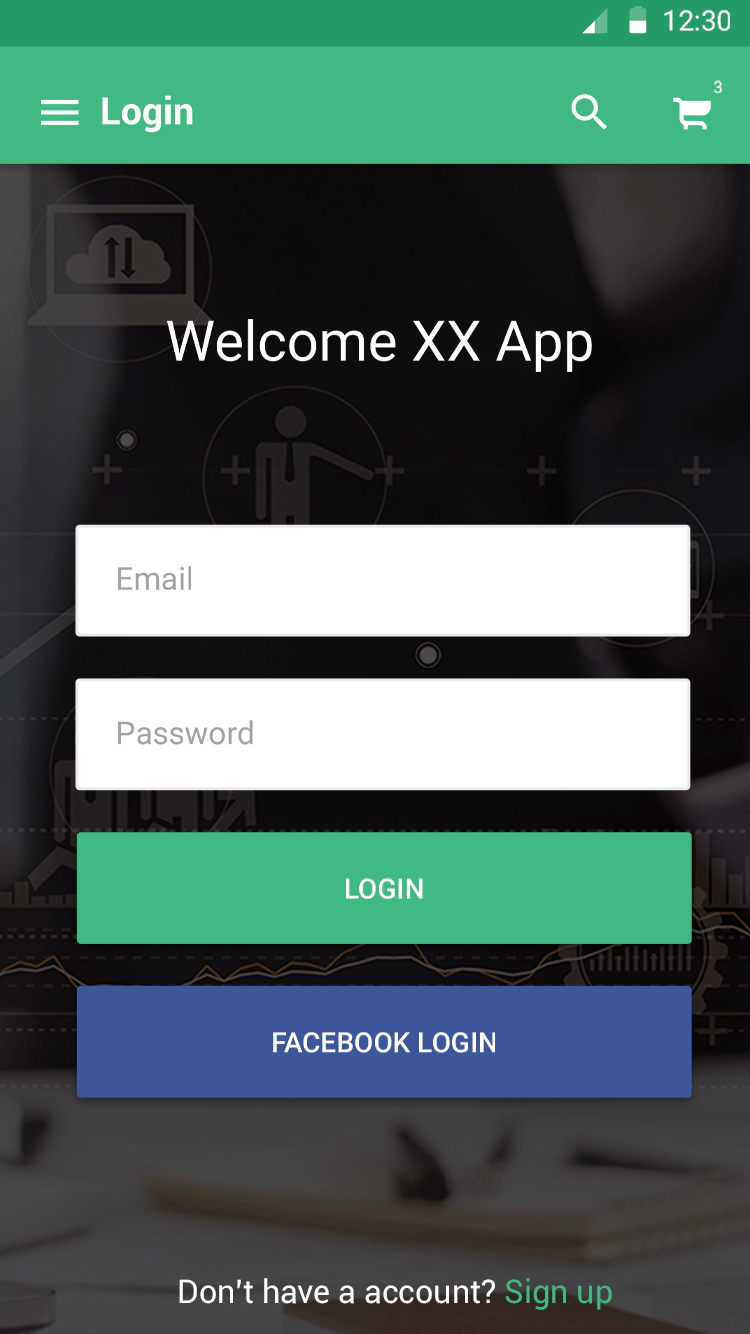 12:30
Login
3
Welcome XX App
Email
Password
LOGIN
FACEBOOK LOGIN
Don't have a account? Sign up